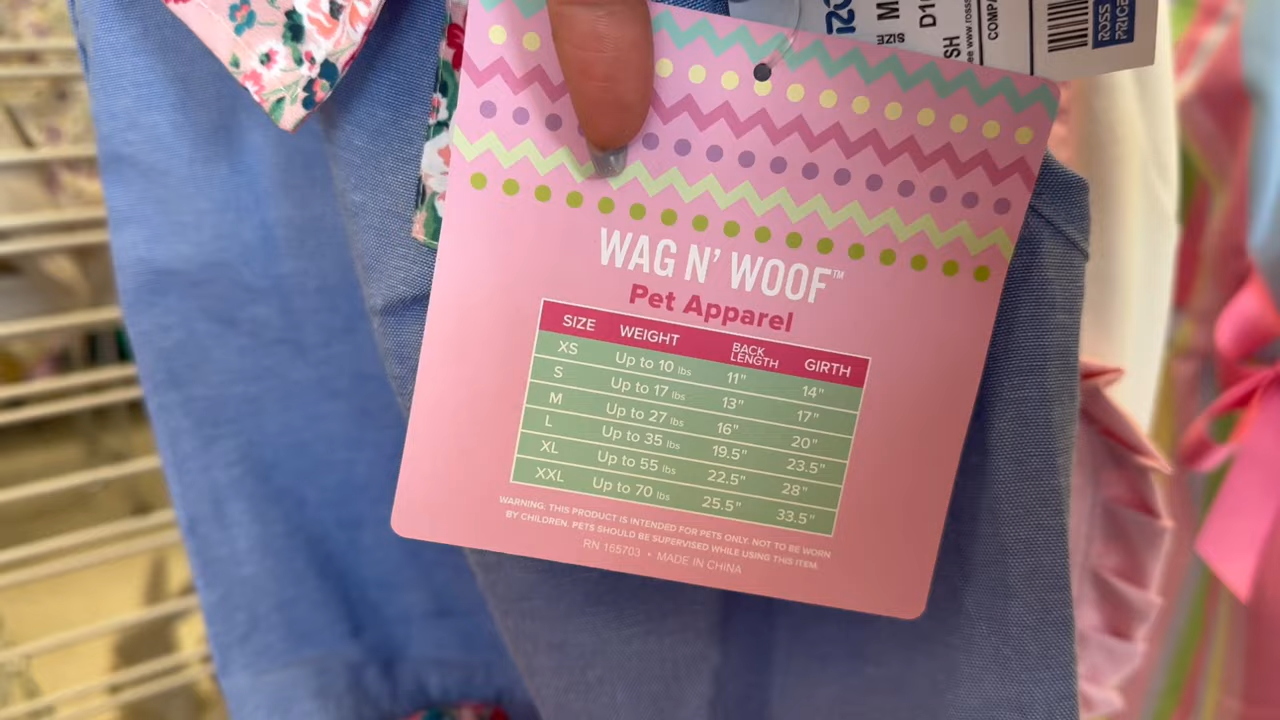 WAG N' WOOF™
Pet Apparel
SIZE WEIGHT BACK LENGTH GIRTH
XS Up to 10 lbs 11" 14"
S Up to 17 lbs 13" 17"
M Up to 27 lbs 16" 20"
L Up to 35 lbs 19.5" 23.5"
XL Up to 55 lbs 22.5" 28"
XXL Up to 70 lbs 25.5" 33.5"
WARNING: THIS PRODUCT IS INTENDED FOR PETS ONLY. NOT TO BE WORN
BY CHILDREN. PETS SHOULD BE SUPERVISED WHILE USING THIS ITEM.
RN 165703 • MADE IN CHINA
SIZE M
COMPA
ROSS
PRICE